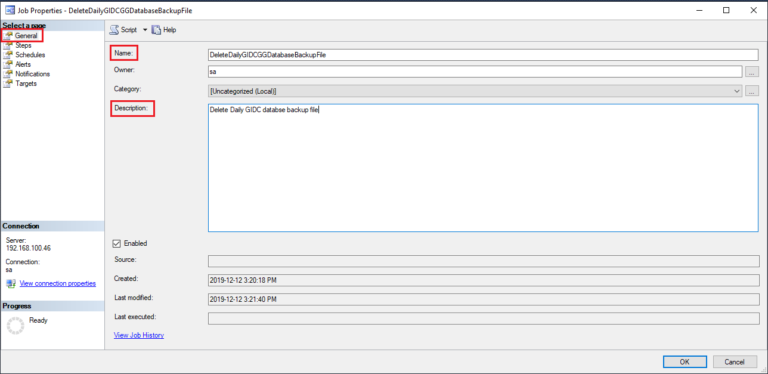 Job Properties - DeleteDailyGIDCGGDatabaseBackupFile
Select a page
General
Steps
Schedules
Alerts
Notifications
Targets
Connection
Server:
192.168.100.46
Connection:
sa
View connection properties
Progress
Ready
Script
Help
Name:
DeleteDailyGIDCGGDatabaseBackupFile
Owner:
sa
...
Category:
[Uncategorized (Local)]
...
Description:
Delete Daily GIDC databse backup file
Enabled
Source:
Created:
2019-12-12 3:20:18 PM
Last modified:
2019-12-12 3:21:40 PM
Last executed:
View Job History
OK
Cancel